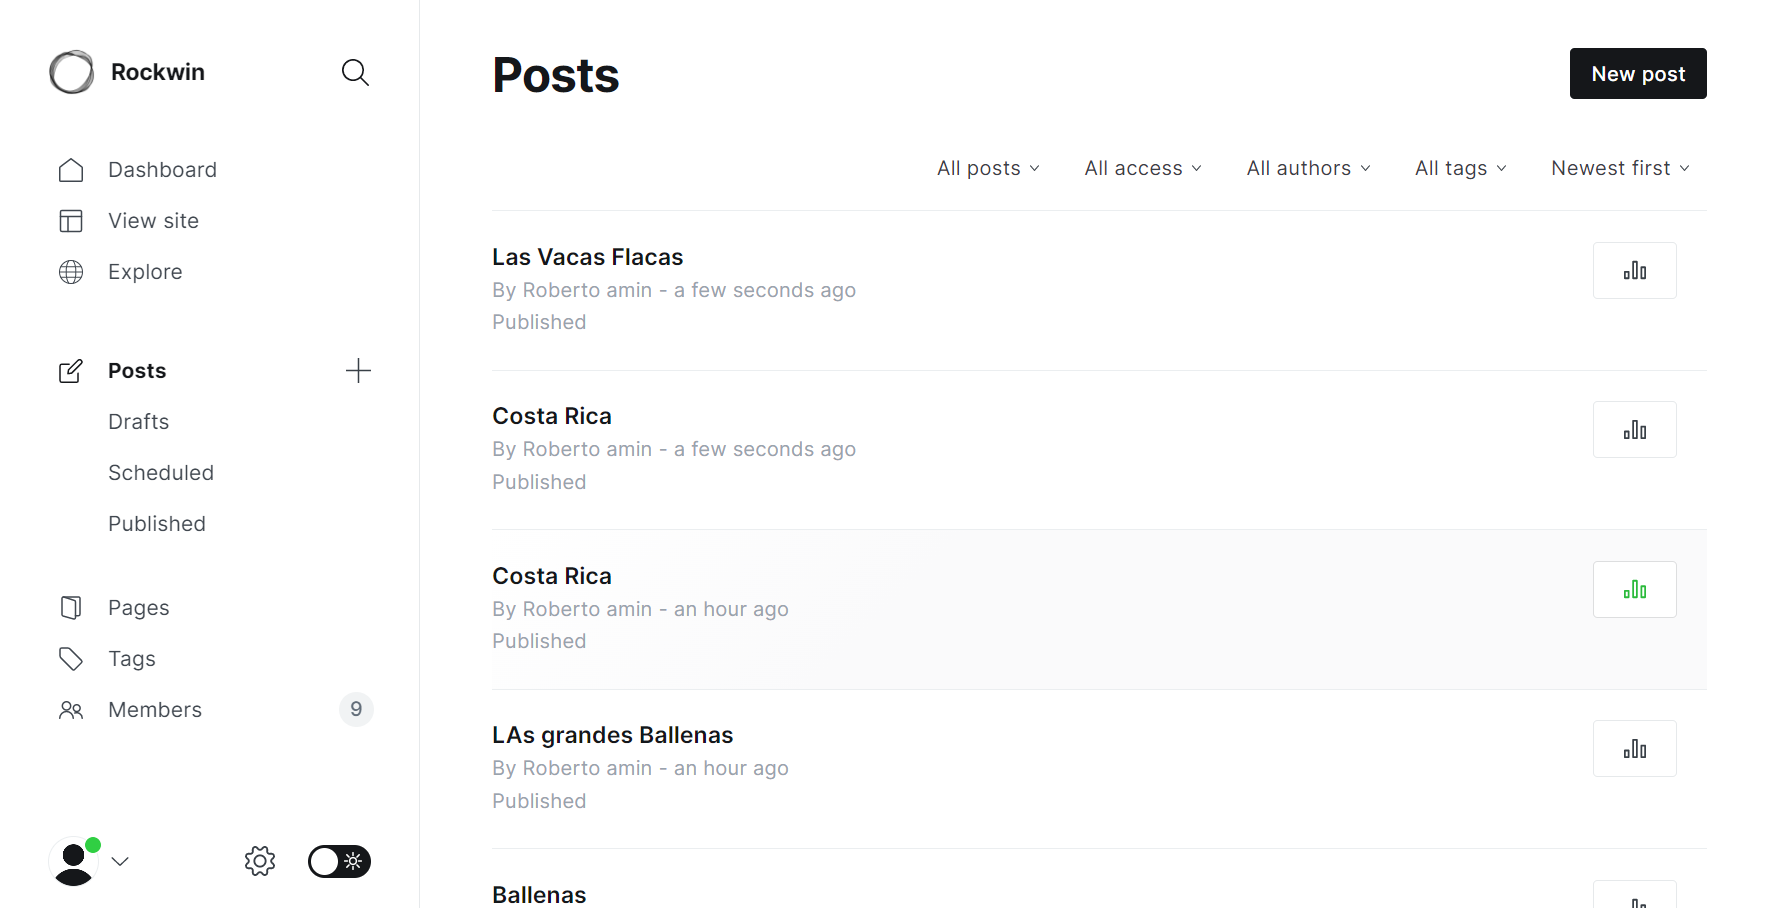 Rockwin
Dashboard
View site
Explore
Posts
Drafts
Scheduled
Published
Pages
Tags
Members 9
Posts
New post
All posts All access All authors All tags Newest first
Las Vacas Flacas
By Roberto amin - a few seconds ago
Published
Costa Rica
By Roberto amin - a few seconds ago
Published
Costa Rica
By Roberto amin - an hour ago
Published
LAs grandes Ballenas
By Roberto amin - an hour ago
Published
Ballenas